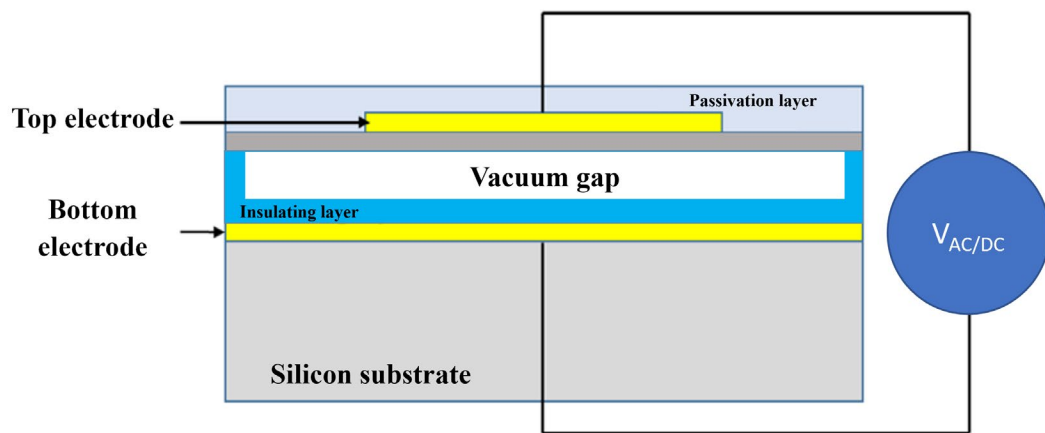 Passivation layer
Top electrode
Vacuum gap
Bottom
electrode
Insulating layer
V_AC/DC
Silicon substrate